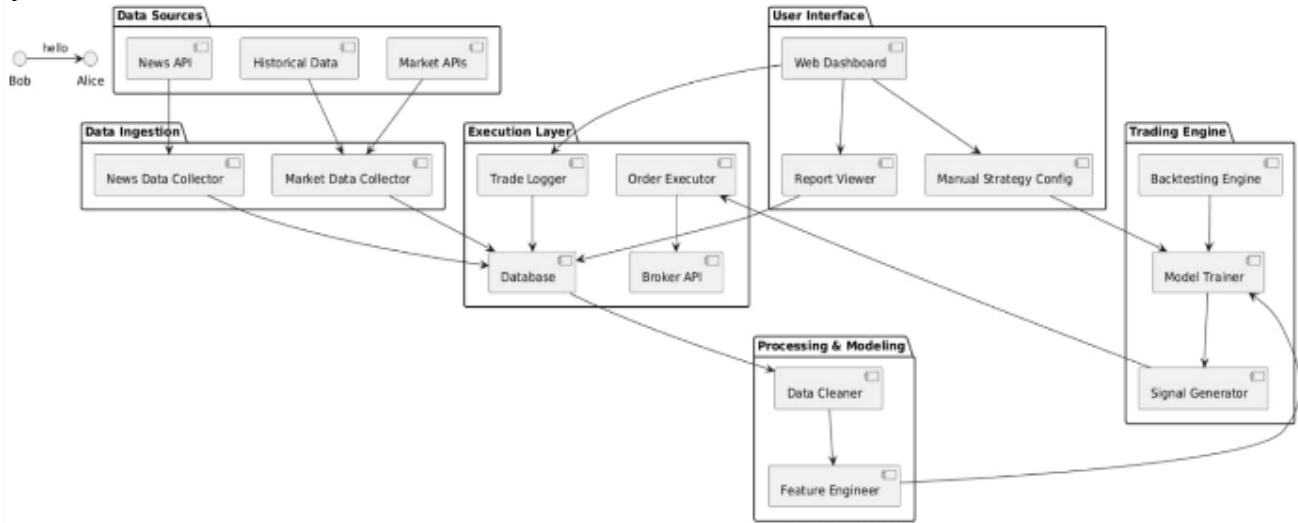 Data Sources
User Interface
hello
News API
Historical Data
Market APIs
Web Dashboard
Bob
Alice
Data Ingestion
Execution Layer
Trading Engine
News Data Collector
Market Data Collector
Trade Logger
Order Executor
Report Viewer
Manual Strategy Config
Backtesting Engine
Database
Broker API
Model Trainer
Processing & Modeling
Data Cleaner
Signal Generator
Feature Engineer